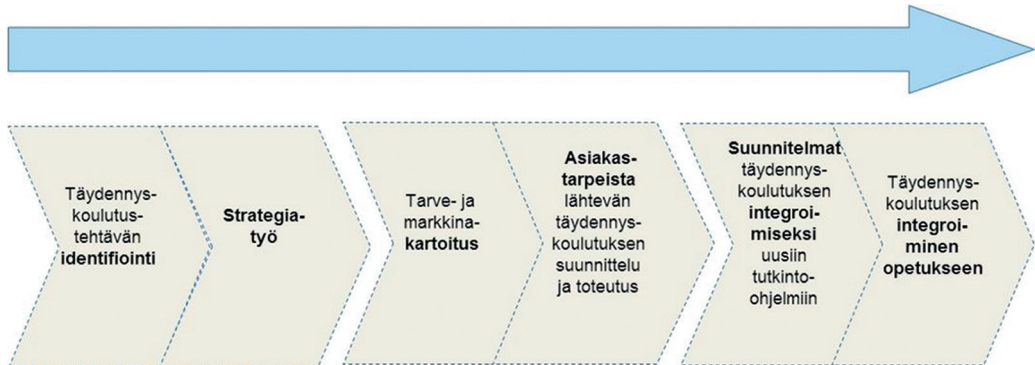 Täydennys-
koulutus-
tehtävän
identifiointi
Strategia-
työ
Tarve- ja
markkina-
kartoitus
Asiakas-
tarpeista
lähtevän
täydennys-
koulutuksen
suunnittelu
ja toteutus
Suunnitelmat
täydennys-
koulutuksen
integroi-
miseksi
uusiin
tutkinto-
ohjelmiin
Täydennys-
koulutuksen
integroi-
minen
opetukseen